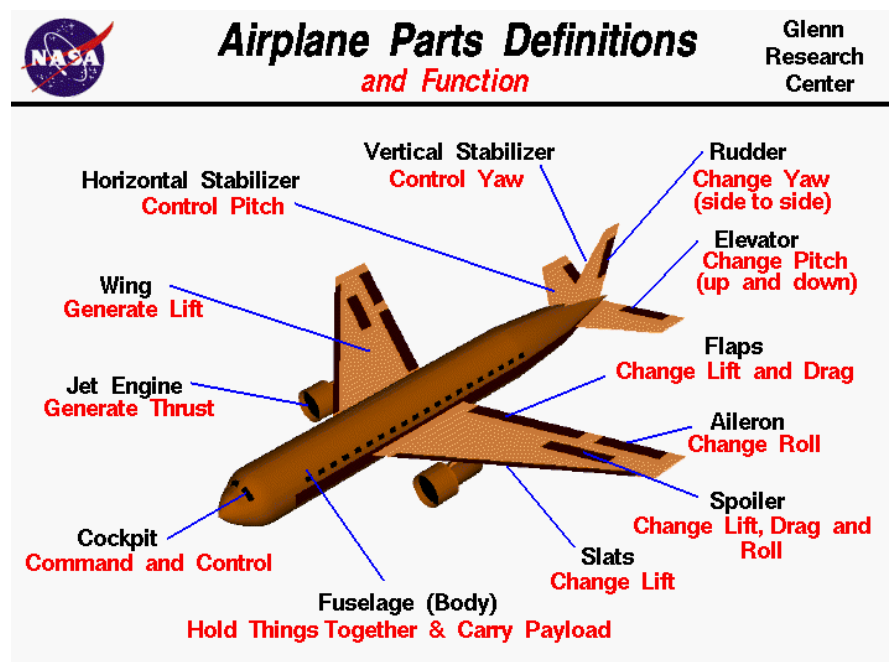 NASA
Airplane Parts Definitions
and Function
Glenn
Research
Center
Vertical Stabilizer
Control Yaw
Rudder
Change Yaw
(side to side)
Horizontal Stabilizer
Control Pitch
Elevator
Change Pitch
(up and down)
Wing
Generate Lift
Flaps
Change Lift and Drag
Jet Engine
Generate Thrust
Aileron
Change Roll
Spoiler
Change Lift, Drag and
Roll
Cockpit
Command and Control
Slats
Change Lift
Fuselage (Body)
Hold Things Together & Carry Payload